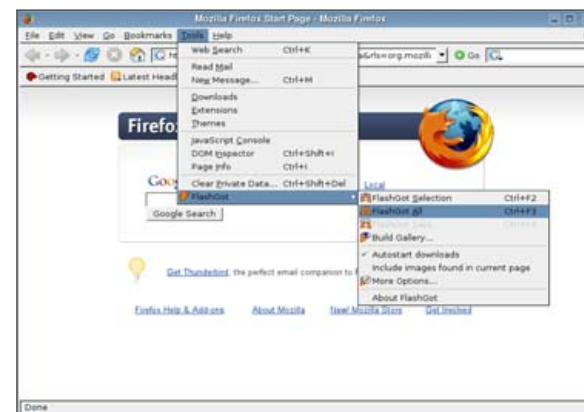 Mozilla Firefox Start Page - Mozilla Firefox
File Edit View Go Bookmarks Tools Help
Go
Getting Started Latest Headl
Web Search Ctrl+K
Read Mail
New Message... Ctrl+M
Downloads
Extensions
Themes
JavaScript Console
DOM Inspector Ctrl+Shift+I
Page Info Ctrl+I
Clear Private Data... Ctrl+Shift+Del
FlashGot
FlashGot Selection Ctrl+F2
FlashGot All Ctrl+F3
Build Gallery...
Autostart downloads
Include images found in current page
More Options...
About FlashGot
Firefo
Goo
Local
Google Search
Get Thunderbird, the perfect email companion to
Firefox Help & Add-ons About Mozilla New! Mozilla Store Get Involved
Done